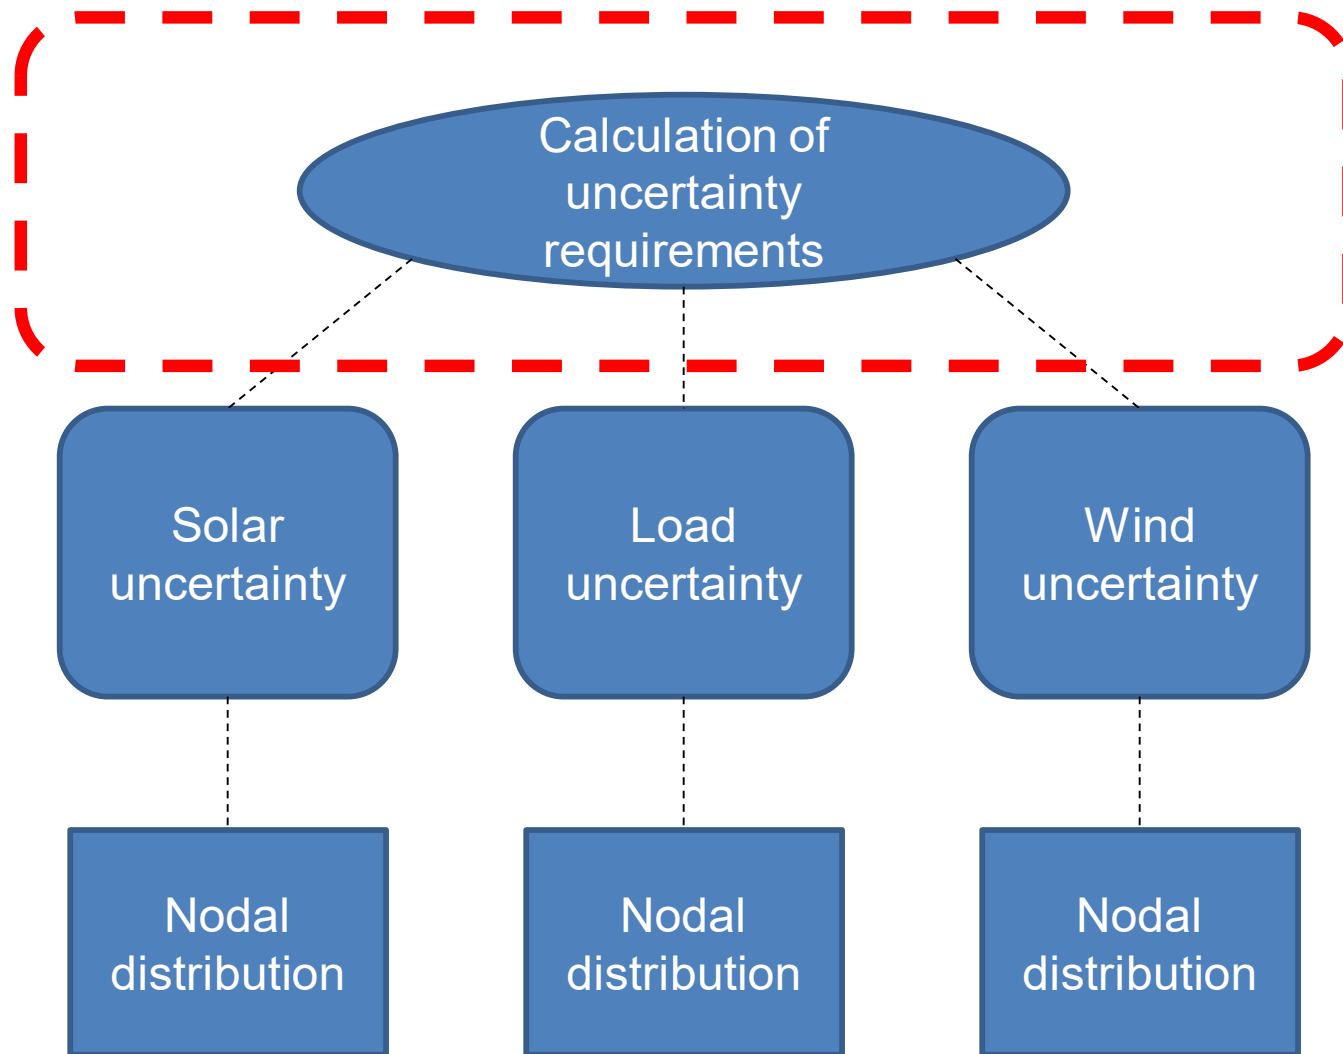 Calculation of
uncertainty
requirements
Solar
uncertainty
Load
uncertainty
Wind
uncertainty
Nodal
distribution
Nodal
distribution
Nodal
distribution